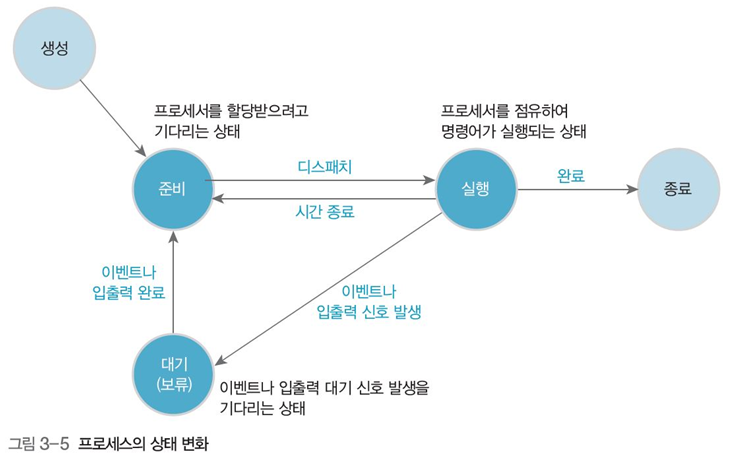 생성
프로세서를 할당받으려고
기다리는 상태
프로세서를 점유하여
명령어가 실행되는 상태
준비
디스패치
시간 종료
실행
완료
종료
이벤트나
입출력 완료
이벤트나
입출력 신호 발생
대기
(보류)
이벤트나 입출력 대기 신호 발생을
기다리는 상태
그림 3-5 프로세스의 상태 변화